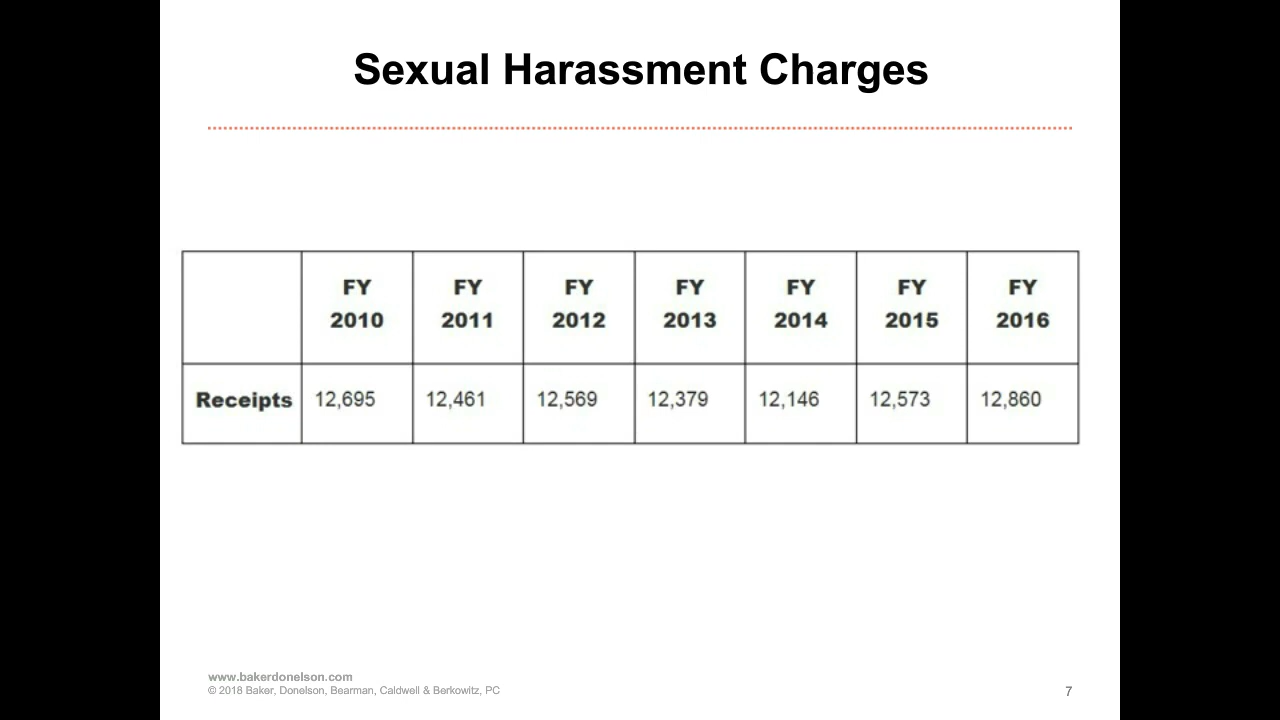 Sexual Harassment Charges
FY 2010 FY 2011 FY 2012 FY 2013 FY 2014 FY 2015 FY 2016
Receipts 12,695 12,461 12,569 12,379 12,146 12,573 12,860
www.bakerdonelson.com
© 2018 Baker, Donelson, Bearman, Caldwell & Berkowitz, PC
7